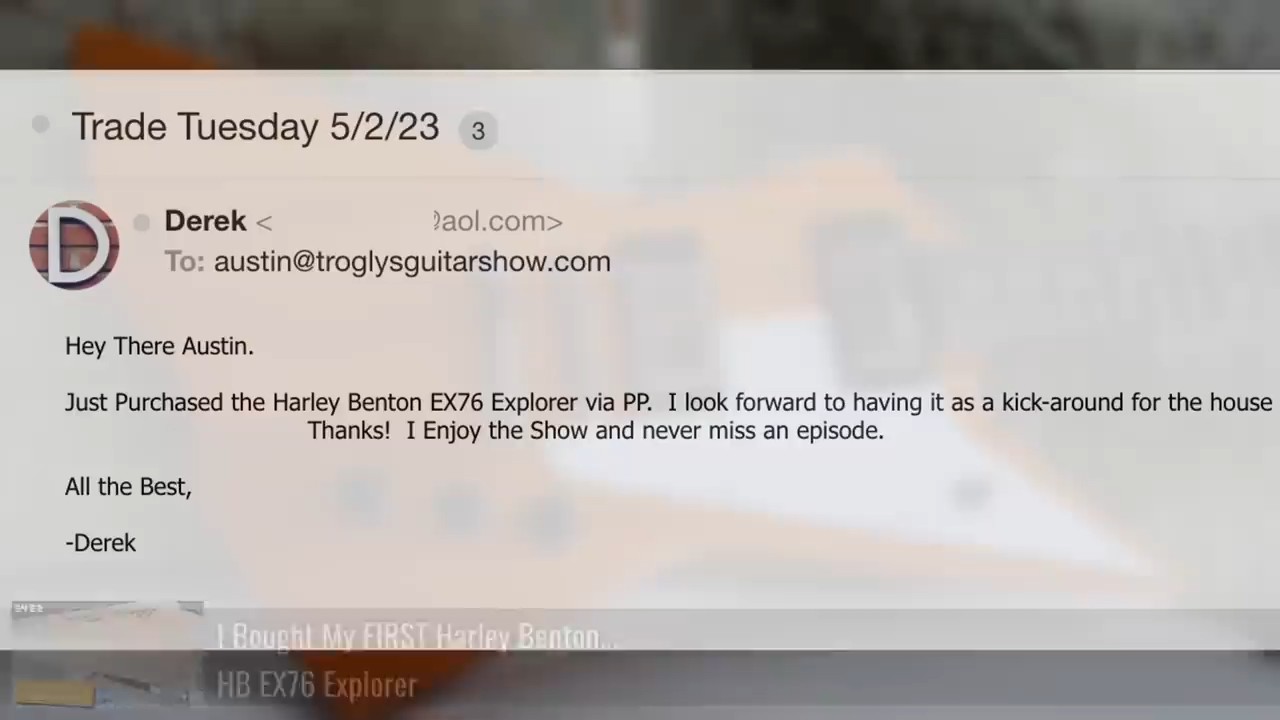 Trade Tuesday 5/2/23 3
D
Derek < @aol.com>
To: austin@troglysguitarshow.com
Hey There Austin.
Just Purchased the Harley Benton EX76 Explorer via PP. I look forward to having it as a kick-around for the house
Thanks! I Enjoy the Show and never miss an episode.
All the Best,
-Derek
I Bought My FIRST Harley Benton...
HB EX76 Explorer